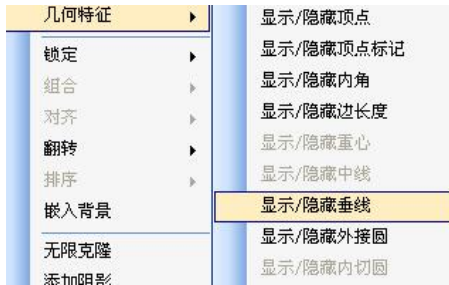 几何特征
锁定
组合
对齐
翻转
排序
嵌入背景
无限克隆
添加阴影
显示/隐藏顶点
显示/隐藏顶点标记
显示/隐藏内角
显示/隐藏边长度
显示/隐藏重心
显示/隐藏中线
显示/隐藏垂线
显示/隐藏外接圆
显示/隐藏内切圆